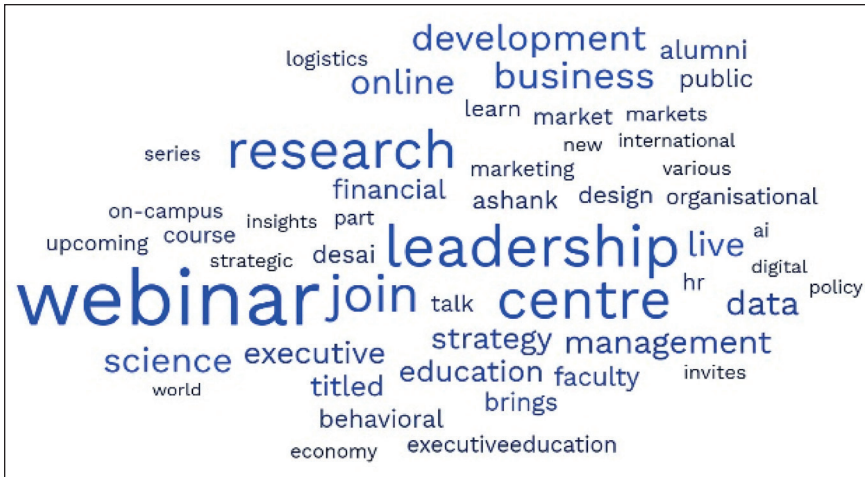 development alumni
logistics
online business public
learn market markets
new international
series research marketing various
financial ashank design organisational
on-campus insights part
upcoming course desai leadership live ai
strategic digital
webinar join talk centre hr data policy
strategy management
science executive
world titled education faculty invites
brings
behavioral
economy executiveeducation